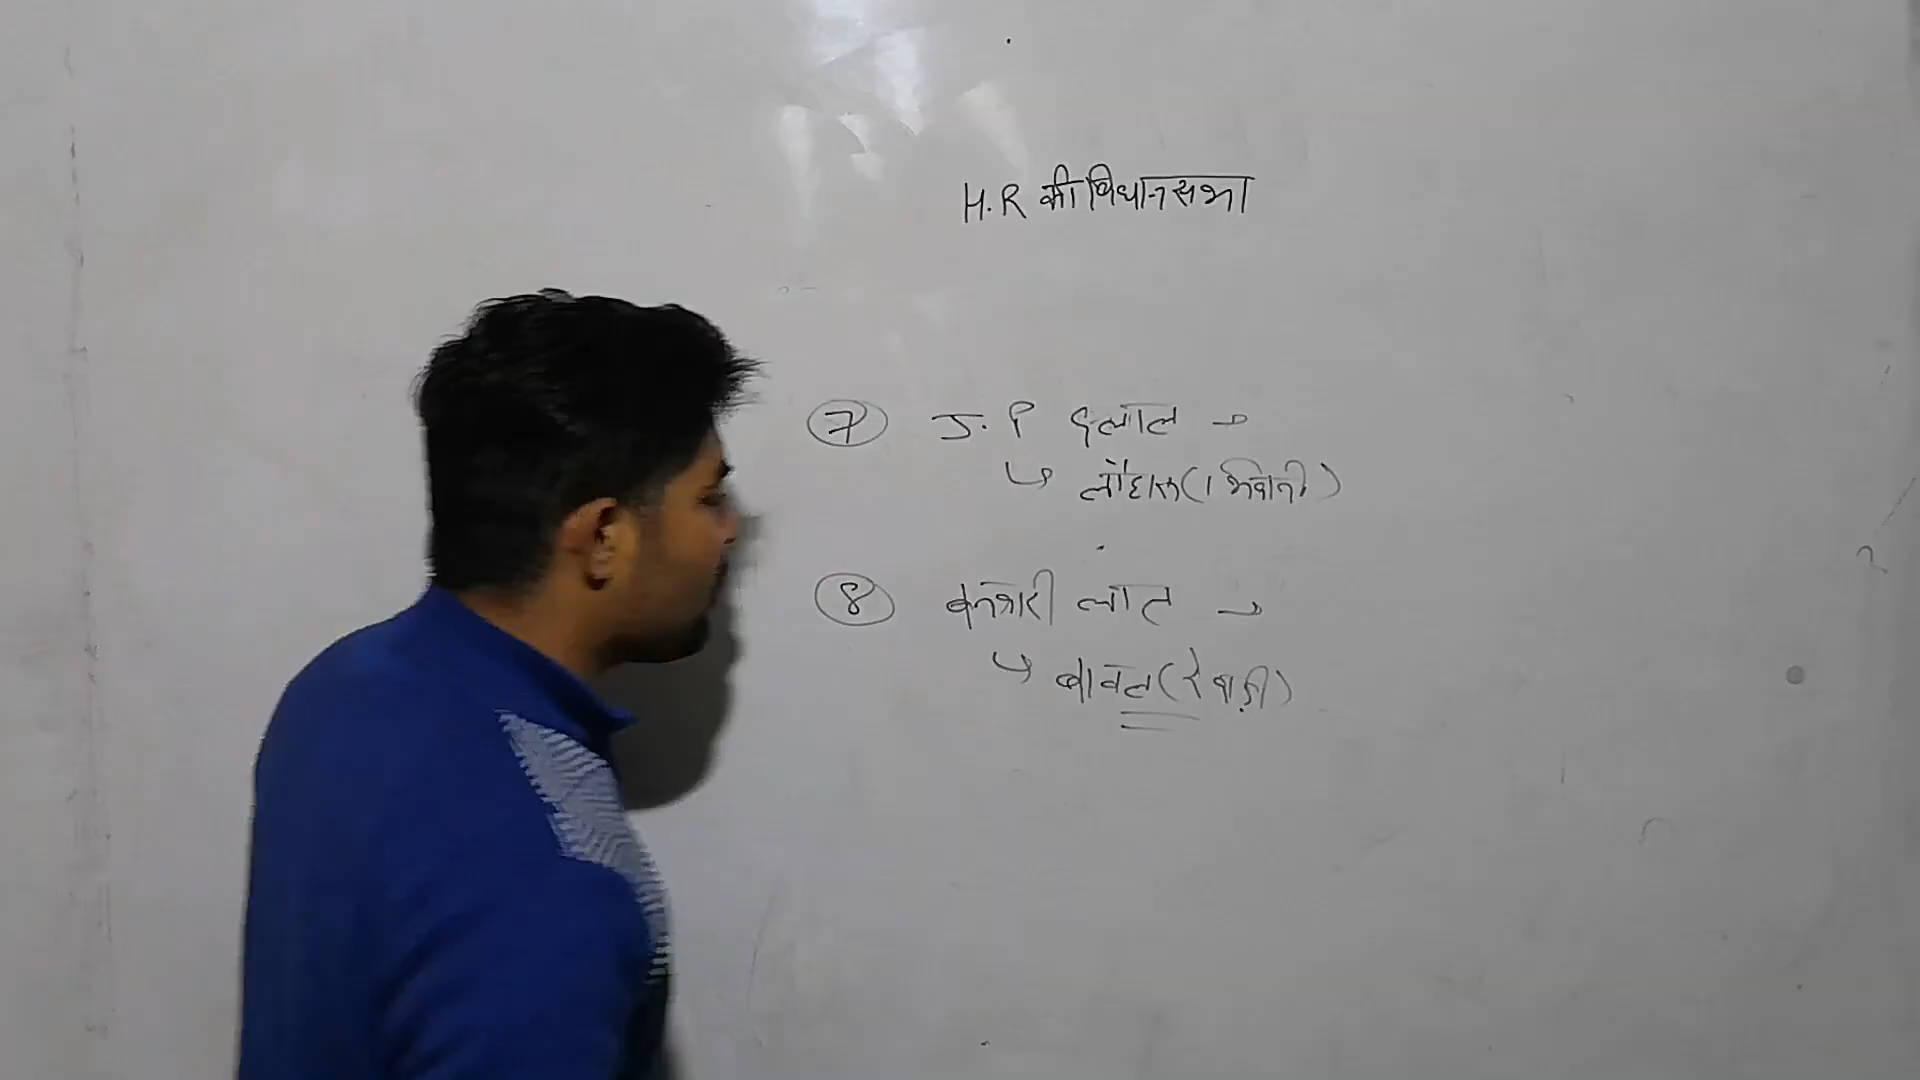 H.R की विधानसभा
7 J.P दलाल →
↳ लोहारू (भिवानी)
8 बनवारी लाल →
↳ बावल (रेवाड़ी)